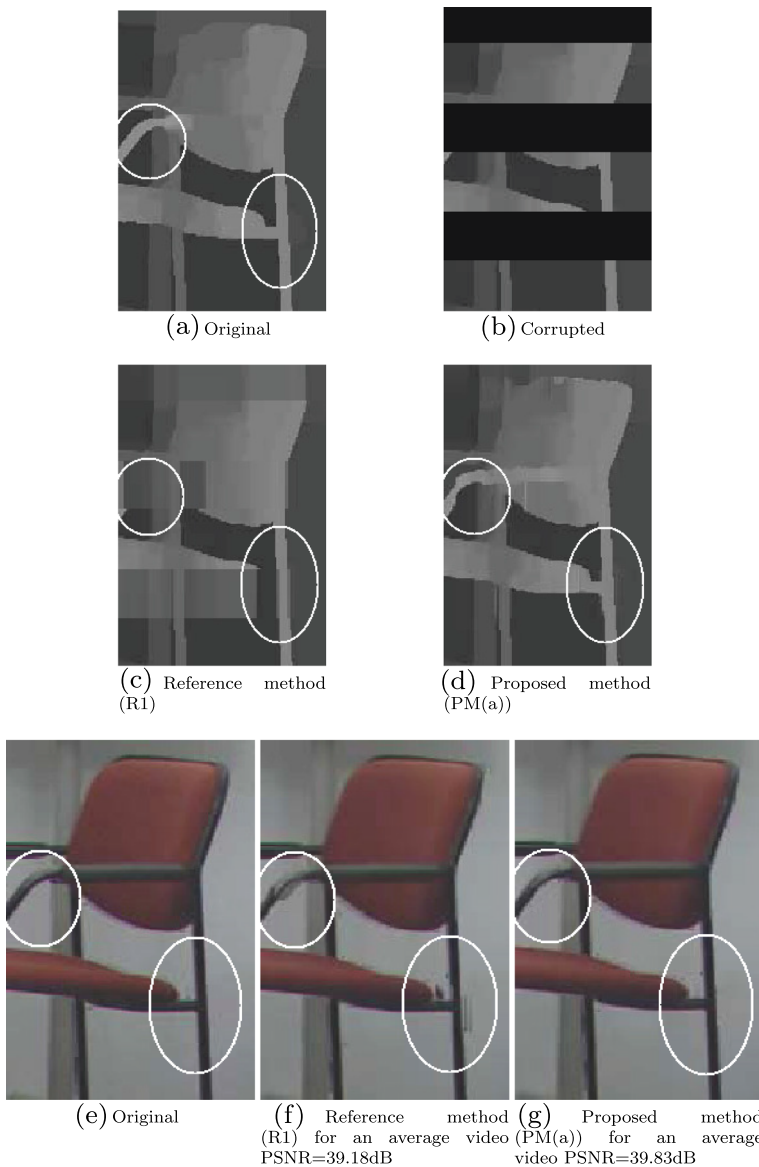 (a) Original
(b) Corrupted
(c) Reference method
(R1)
(d) Proposed method
(PM(a))
(e) Original
(f) Reference method
(R1) for an average video
PSNR=39.18dB
(g) Proposed method
(PM(a)) for an average
video PSNR=39.83dB